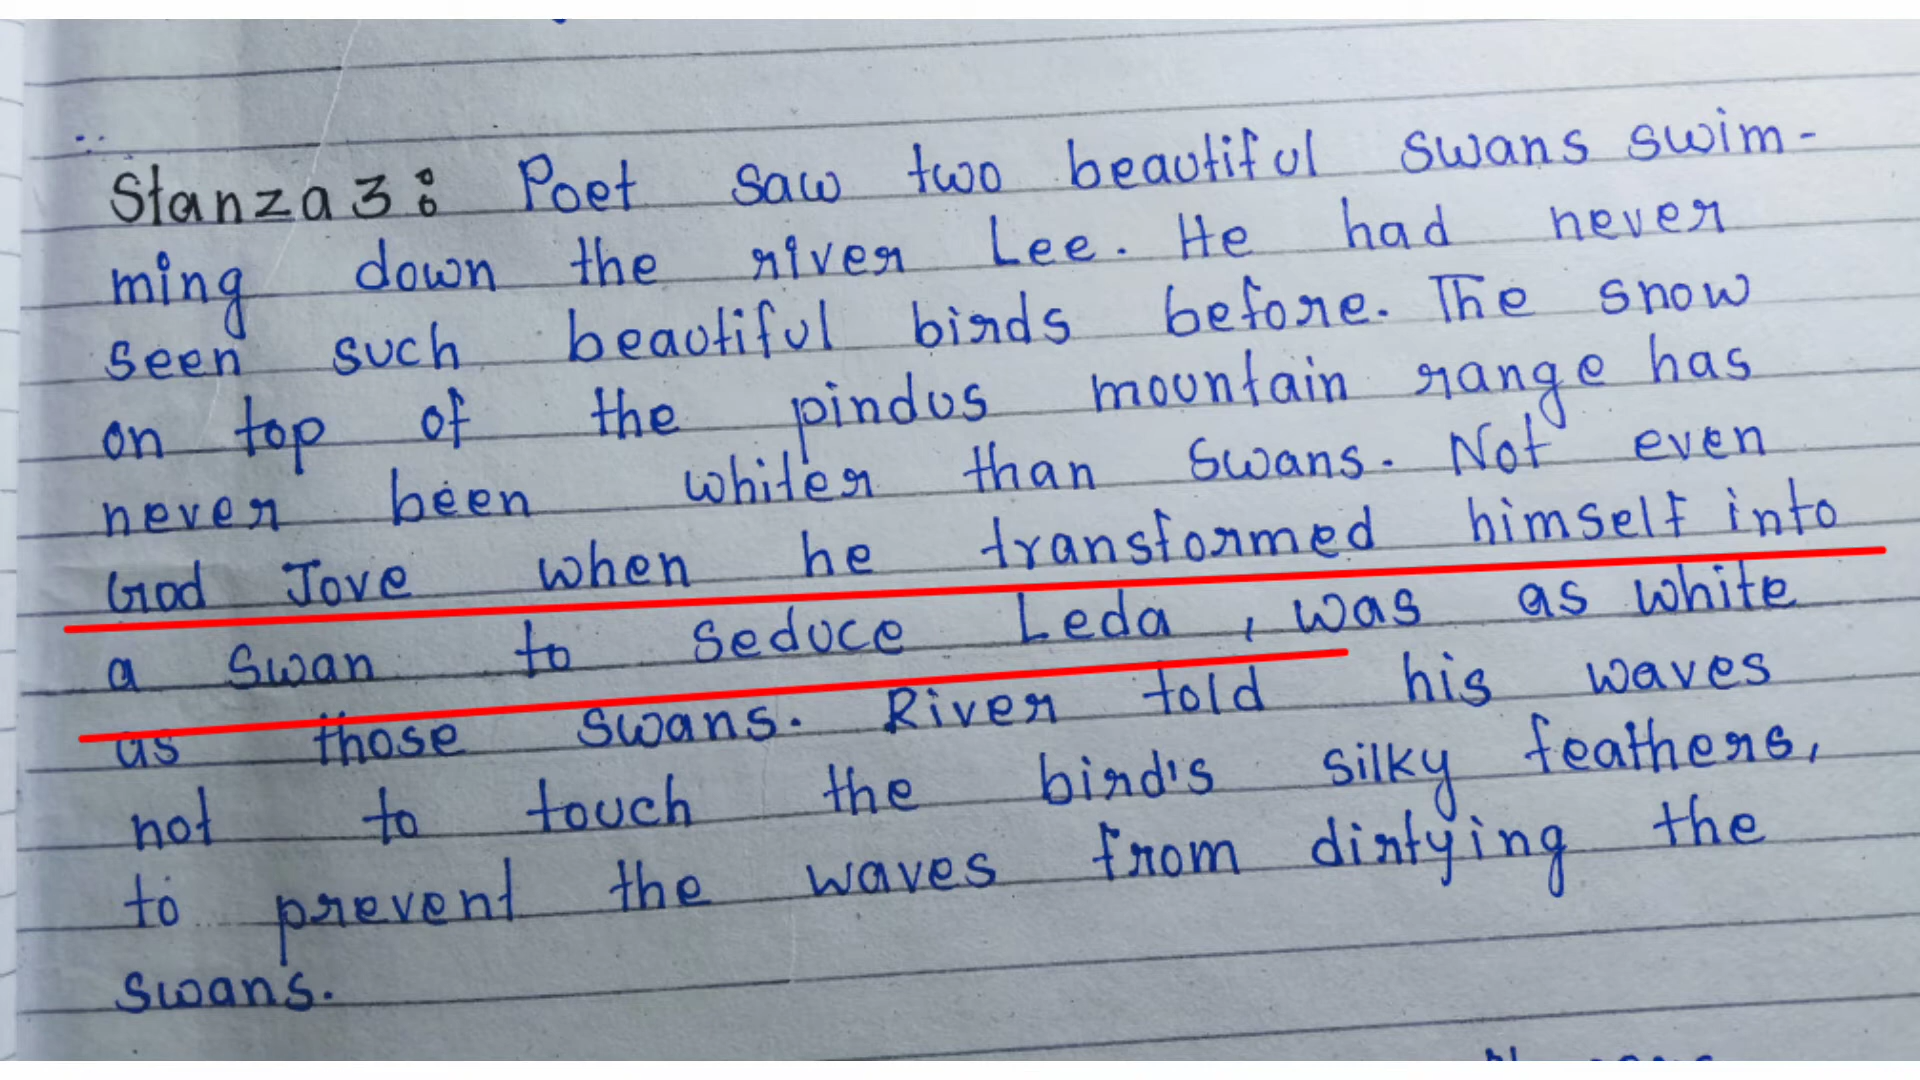 Stanza 3: Poet saw two beautiful swans swim-
ming down the river Lee. He had never
seen such beautiful birds before. The snow
on top of the pindus mountain range has
never been whiter than swans. Not even
God Jove when he transformed himself into
a swan to seduce Leda, was as white
as those swans. River told his waves
not to touch the bird's silky feathers,
to prevent the waves from dirtying the
swans.